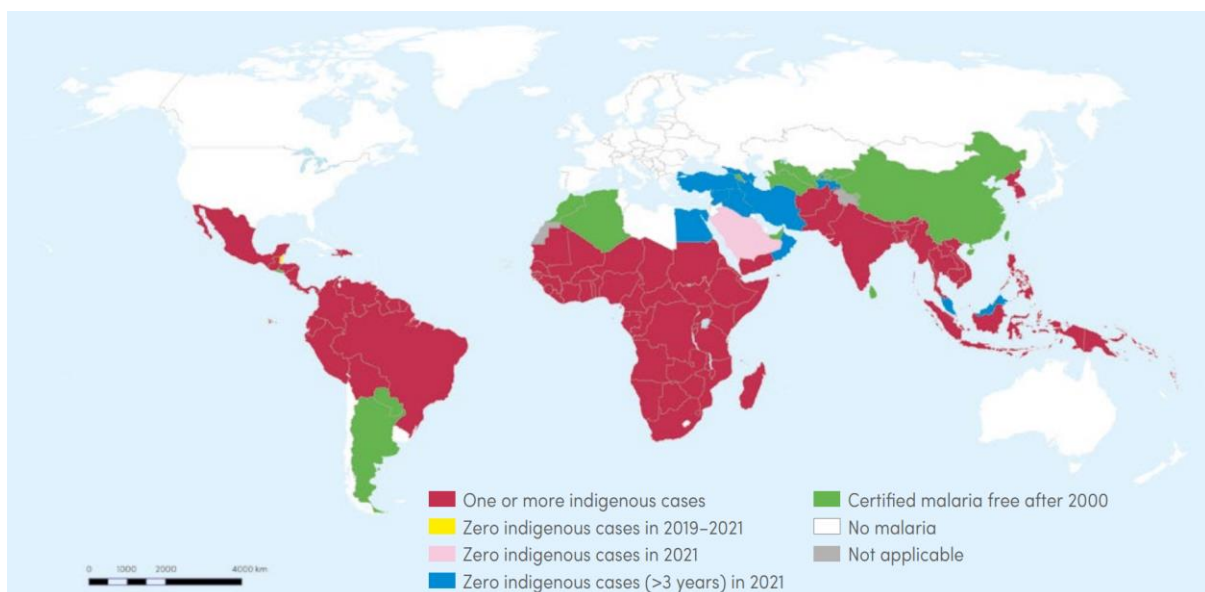 One or more indigenous cases
Zero indigenous cases in 2019–2021
Zero indigenous cases in 2021
Zero indigenous cases (>3 years) in 2021
Certified malaria free after 2000
No malaria
Not applicable
0 1000 2000 4000 km